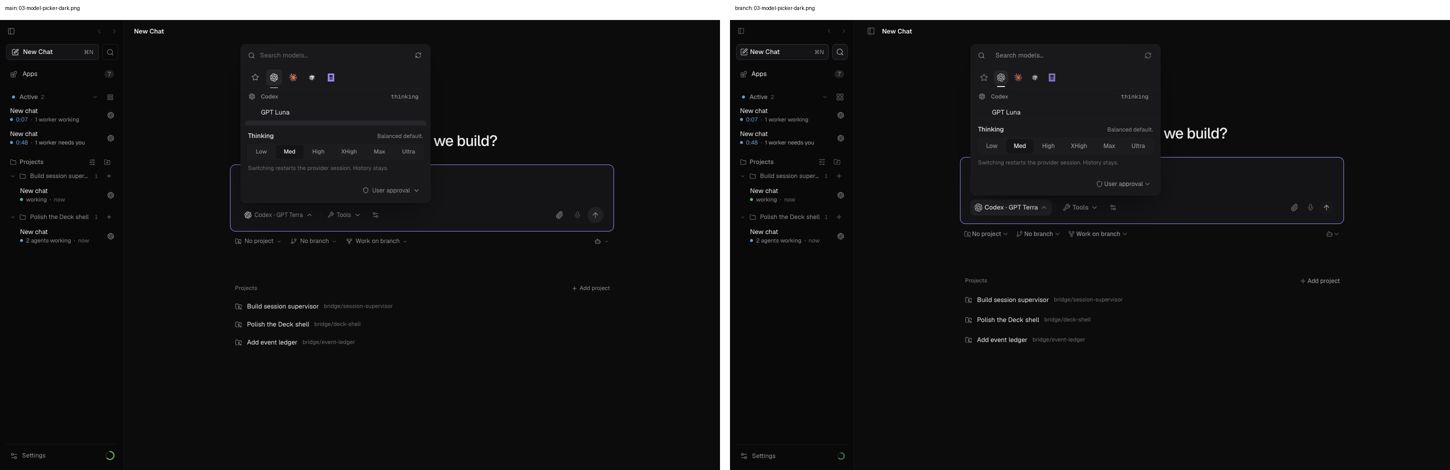 main: 03-model-picker-dark.png
New Chat
New Chat ⌘N
Search models...
Apps 7
Active 2
Codex thinking
New chat
0:07 · 1 worker working
GPT Luna
New chat
0:48 · 1 worker needs you
Thinking Balanced default.
we build?
Low Med High XHigh Max Ultra
Projects
Switching restarts the provider session. History stays.
Build session super... 1
New chat
working · now
User approval
Polish the Deck shell 1
Codex · GPT Terra Tools
New chat
2 agents working · now
No project No branch Work on branch
Projects Add project
Build session supervisor bridge/session-supervisor
Polish the Deck shell bridge/deck-shell
Add event ledger bridge/event-ledger
Settings
branch: 03-model-picker-dark.png
New Chat
New Chat ⌘N
Search models...
Apps 7
Active 2
Codex thinking
New chat
0:07 · 1 worker working
GPT Luna
New chat
0:48 · 1 worker needs you
Thinking Balanced default.
we build?
Low Med High XHigh Max Ultra
Projects
Switching restarts the provider session. History stays.
Build session super... 1
User approval
New chat
working · now
Codex · GPT Terra Tools
Polish the Deck shell 1
New chat
2 agents working · now
No project No branch Work on branch
Projects Add project
Build session supervisor bridge/session-supervisor
Polish the Deck shell bridge/deck-shell
Add event ledger bridge/event-ledger
Settings